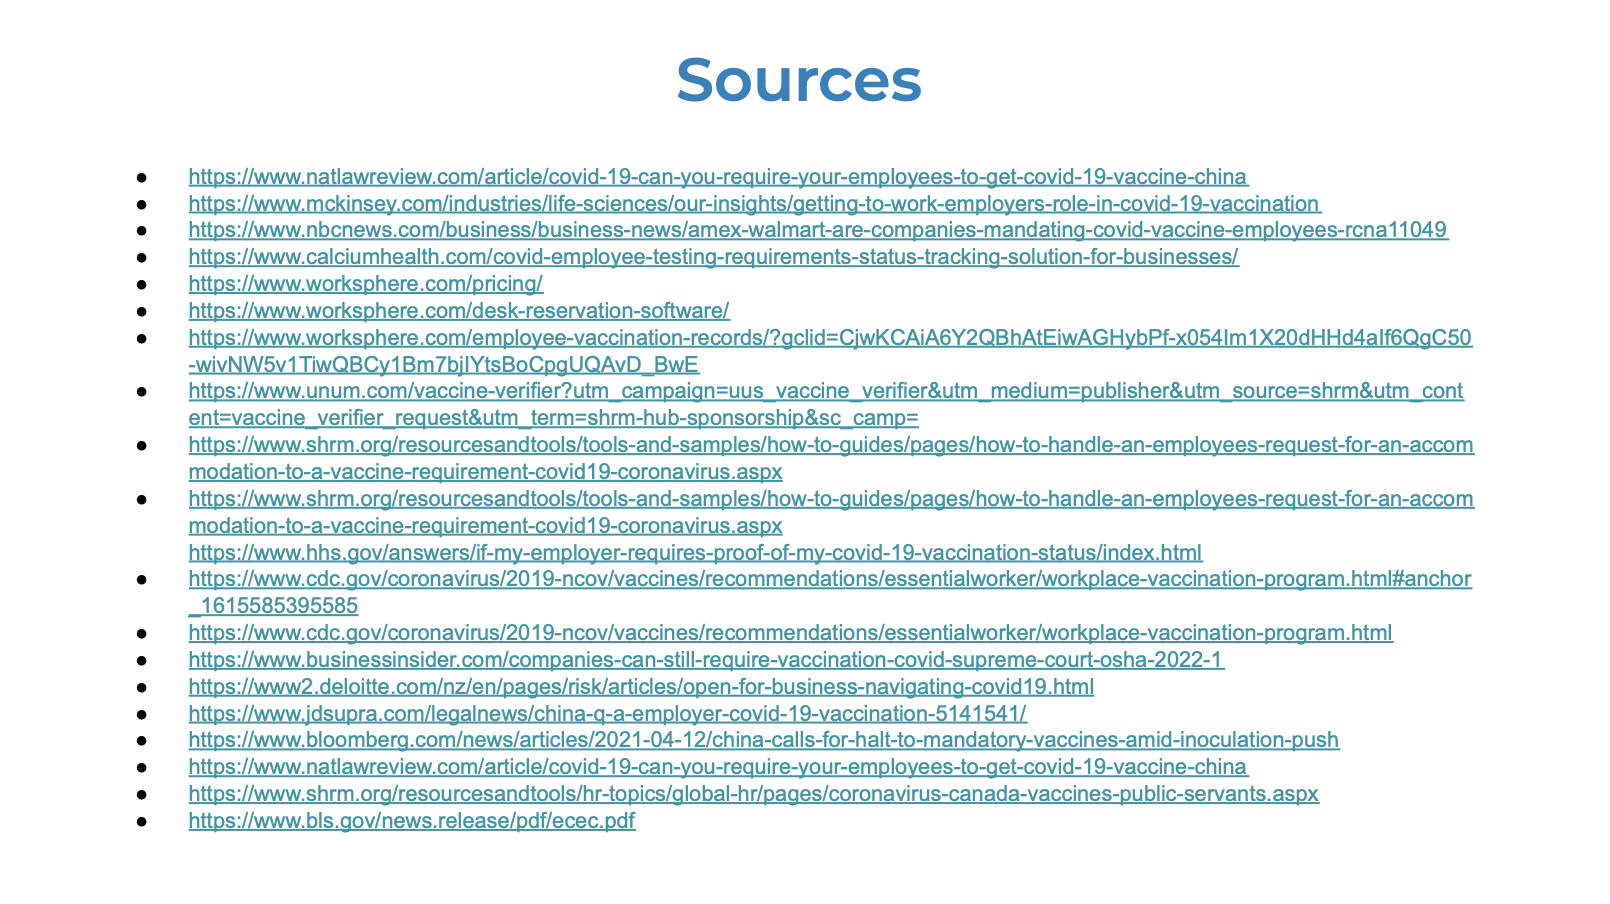 Sources
● https://www.natlawreview.com/article/covid-19-can-you-require-your-employees-to-get-covid-19-vaccine-china
● https://www.mckinsey.com/industries/life-sciences/our-insights/getting-to-work-employers-role-in-covid-19-vaccination
● https://www.nbcnews.com/business/business-news/amex-walmart-are-companies-mandating-covid-vaccine-employees-rcna11049
● https://www.calciumhealth.com/covid-employee-testing-requirements-status-tracking-solution-for-businesses/
● https://www.worksphere.com/pricing/
● https://www.worksphere.com/desk-reservation-software/
● https://www.worksphere.com/employee-vaccination-records/?gclid=CjwKCAiA6Y2QBhAtEiwAGHybPf-x054Im1X20dHHd4aIf6QgC50
-wivNW5v1TiwQBCy1Bm7bjIYtsBoCpgUQAvD_BwE
● https://www.unum.com/vaccine-verifier?utm_campaign=uus_vaccine_verifier&utm_medium=publisher&utm_source=shrm&utm_cont
ent=vaccine_verifier_request&utm_term=shrm-hub-sponsorship&sc_camp=
● https://www.shrm.org/resourcesandtools/tools-and-samples/how-to-guides/pages/how-to-handle-an-employees-request-for-an-accom
modation-to-a-vaccine-requirement-covid19-coronavirus.aspx
● https://www.shrm.org/resourcesandtools/tools-and-samples/how-to-guides/pages/how-to-handle-an-employees-request-for-an-accom
modation-to-a-vaccine-requirement-covid19-coronavirus.aspx
https://www.hhs.gov/answers/if-my-employer-requires-proof-of-my-covid-19-vaccination-status/index.html
● https://www.cdc.gov/coronavirus/2019-ncov/vaccines/recommendations/essentialworker/workplace-vaccination-program.html#anchor
_1615585395585
● https://www.cdc.gov/coronavirus/2019-ncov/vaccines/recommendations/essentialworker/workplace-vaccination-program.html
● https://www.businessinsider.com/companies-can-still-require-vaccination-covid-supreme-court-osha-2022-1
● https://www2.deloitte.com/nz/en/pages/risk/articles/open-for-business-navigating-covid19.html
● https://www.jdsupra.com/legalnews/china-q-a-employer-covid-19-vaccination-5141541/
● https://www.bloomberg.com/news/articles/2021-04-12/china-calls-for-halt-to-mandatory-vaccines-amid-inoculation-push
● https://www.natlawreview.com/article/covid-19-can-you-require-your-employees-to-get-covid-19-vaccine-china
● https://www.shrm.org/resourcesandtools/hr-topics/global-hr/pages/coronavirus-canada-vaccines-public-servants.aspx
● https://www.bls.gov/news.release/pdf/ecec.pdf